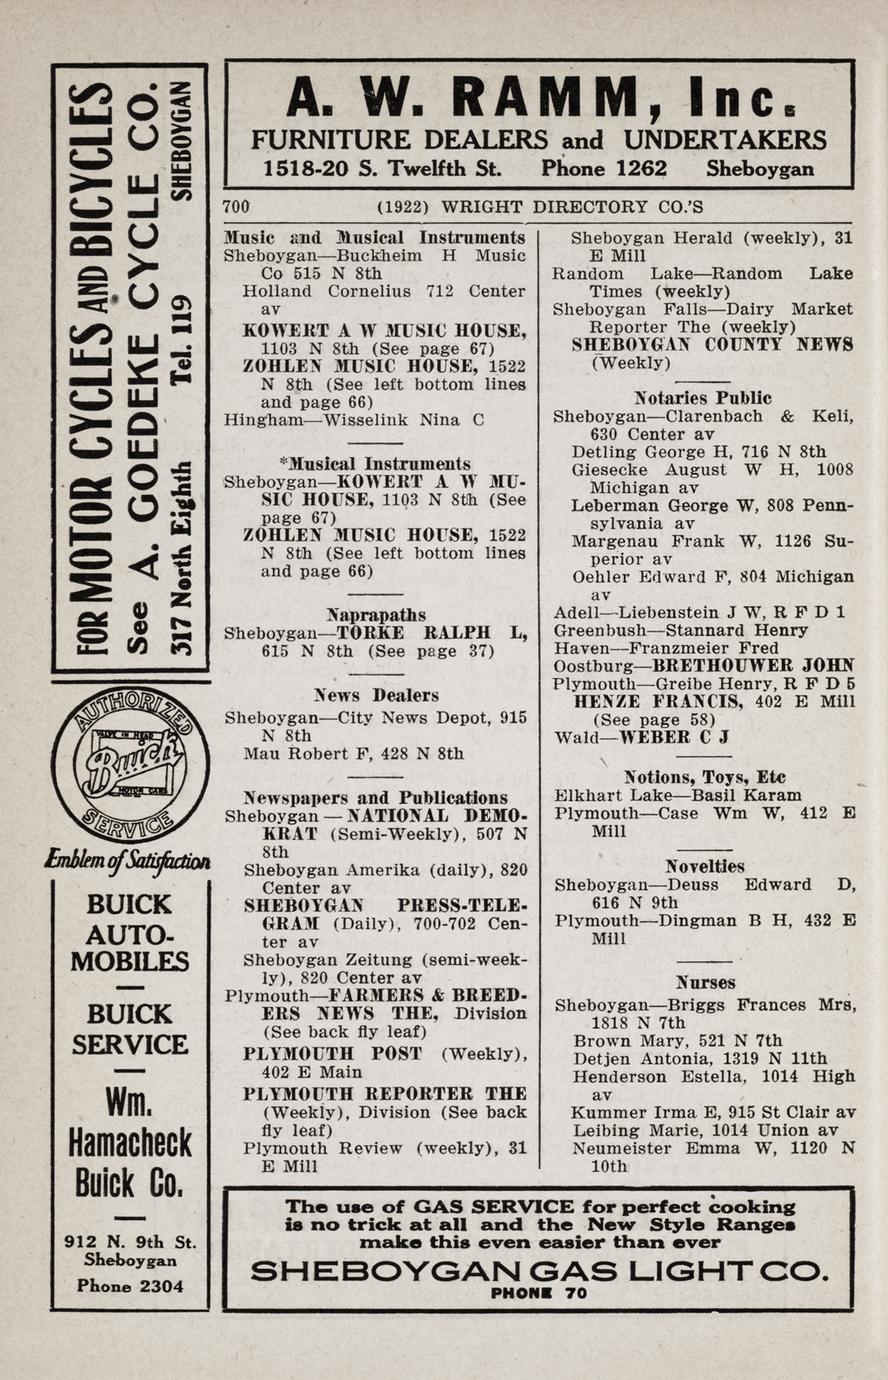 A. W. RAMM, Inc.
FURNITURE DEALERS and UNDERTAKERS
1518-20 S. Twelfth St. Phone 1262 Sheboygan
FOR MOTOR CYCLES AND BICYCLES
See A. GOEDEKE CYCLE CO.
317 North Eighth Tel. 119 SHEBOYGAN
AUTHORIZED
VALVE IN HEAD
Buick
MOTOR CARS
SERVICE
Emblem of Satisfaction
BUICK
AUTO-
MOBILES
BUICK
SERVICE
Wm.
Hamacheck
Buick Co.
912 N. 9th St.
Sheboygan
Phone 2304
700 (1922) WRIGHT DIRECTORY CO.'S
Music and Musical Instruments
Sheboygan—Buckheim H Music
Co 515 N 8th
Holland Cornelius 712 Center
av
KOWERT A W MUSIC HOUSE,
1103 N 8th (See page 67)
ZOHLEN MUSIC HOUSE, 1522
N 8th (See left bottom lines
and page 66)
Hingham—Wisselink Nina C
*Musical Instruments
Sheboygan—KOWERT A W MU-
SIC HOUSE, 1103 N 8th (See
page 67)
ZOHLEN MUSIC HOUSE, 1522
N 8th (See left bottom lines
and page 66)
Naprapaths
Sheboygan—TORKE RALPH L,
615 N 8th (See page 37)
News Dealers
Sheboygan—City News Depot, 915
N 8th
Mau Robert F, 428 N 8th
Newspapers and Publications
Sheboygan—NATIONAL DEMO-
KRAT (Semi-Weekly), 507 N
8th
Sheboygan Amerika (daily), 820
Center av
SHEBOYGAN PRESS-TELE-
GRAM (Daily), 700-702 Cen-
ter av
Sheboygan Zeitung (semi-week-
ly), 820 Center av
Plymouth—FARMERS & BREED-
ERS NEWS THE, Division
(See back fly leaf)
PLYMOUTH POST (Weekly),
402 E Main
PLYMOUTH REPORTER THE
(Weekly), Division (See back
fly leaf)
Plymouth Review (weekly), 31
E Mill
Sheboygan Herald (weekly), 31
E Mill
Random Lake—Random Lake
Times (weekly)
Sheboygan Falls—Dairy Market
Reporter The (weekly)
SHEBOYGAN COUNTY NEWS
(Weekly)
Notaries Public
Sheboygan—Clarenbach & Keli,
630 Center av
Detling George H, 716 N 8th
Giesecke August W H, 1008
Michigan av
Leberman George W, 808 Penn-
sylvania av
Margenau Frank W, 1126 Su-
perior av
Oehler Edward F, 804 Michigan
av
Adell—Liebenstein J W, R F D 1
Greenbush—Stannard Henry
Haven—Franzmeier Fred
Oostburg—BRETHOUWER JOHN
Plymouth—Greibe Henry, R F D 5
HENZE FRANCIS, 402 E Mill
(See page 58)
Wald—WEBER C J
Notions, Toys, Etc
Elkhart Lake—Basil Karam
Plymouth—Case Wm W, 412 E
Mill
Novelties
Sheboygan—Deuss Edward D,
616 N 9th
Plymouth—Dingman B H, 432 E
Mill
Nurses
Sheboygan—Briggs Frances Mrs,
1818 N 7th
Brown Mary, 521 N 7th
Detjen Antonia, 1319 N 11th
Henderson Estella, 1014 High
av
Kummer Irma E, 915 St Clair av
Leibing Marie, 1014 Union av
Neumeister Emma W, 1120 N
10th
The use of GAS SERVICE for perfect cooking
is no trick at all and the New Style Ranges
make this even easier than ever
SHEBOYGAN GAS LIGHT CO.
PHONE 70